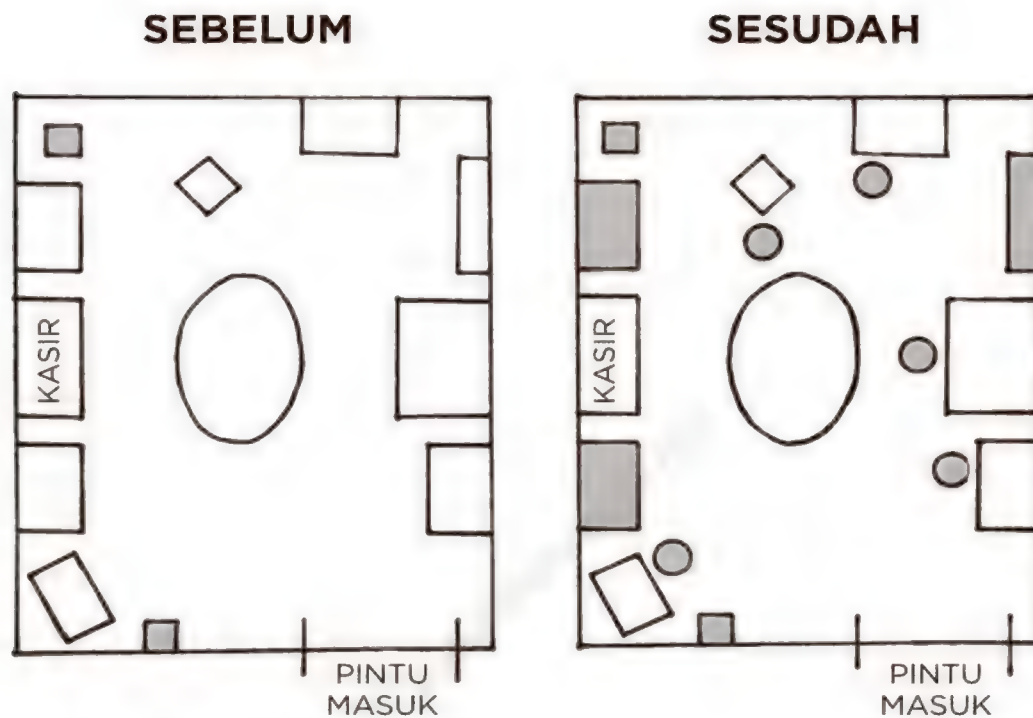 SEBELUM
SESUDAH
KASIR
KASIR
PINTU
MASUK
PINTU
MASUK